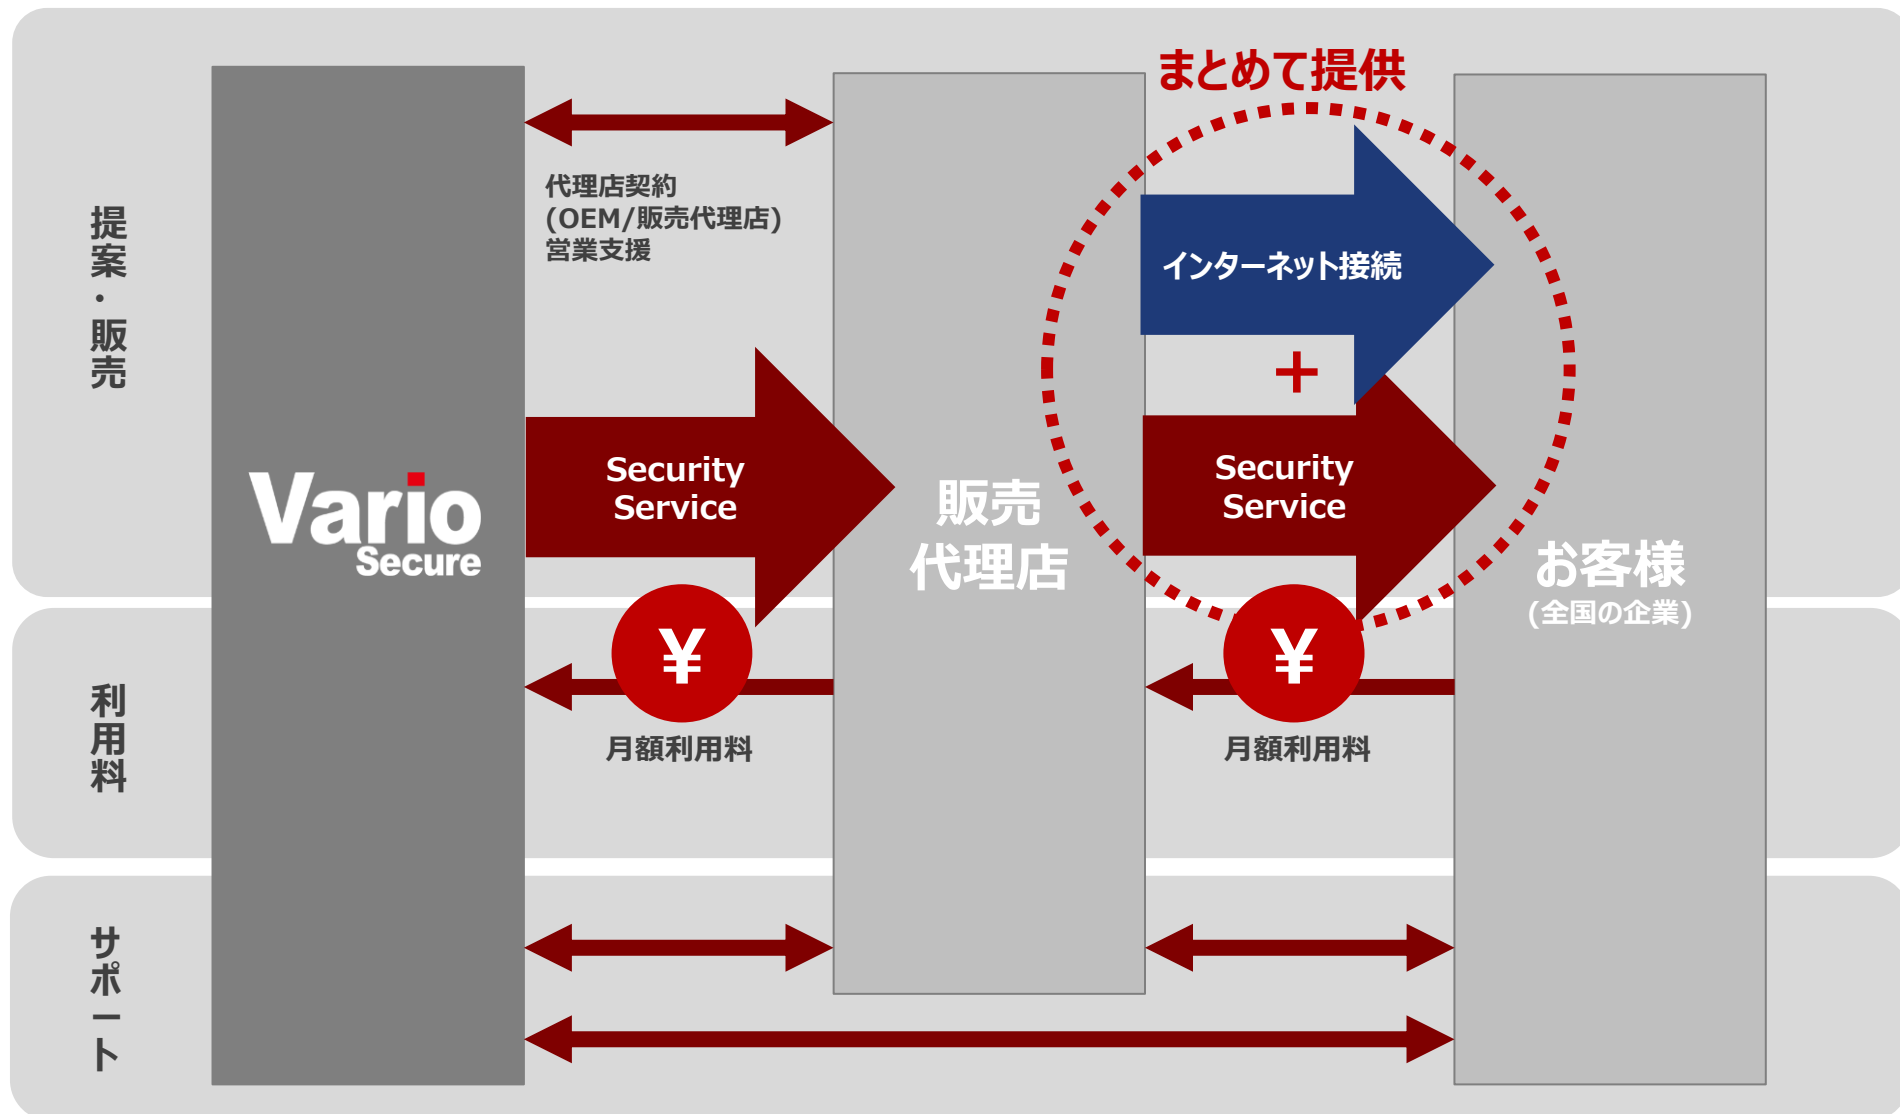 まとめて提供
代理店契約
(OEM/販売代理店)
営業支援
提案・販売
インターネット接続
+
Security
Service
Security
Service
Vario
Secure
販売
代理店
お客様
(全国の企業)
利用料
¥
¥
月額利用料
月額利用料
サポート